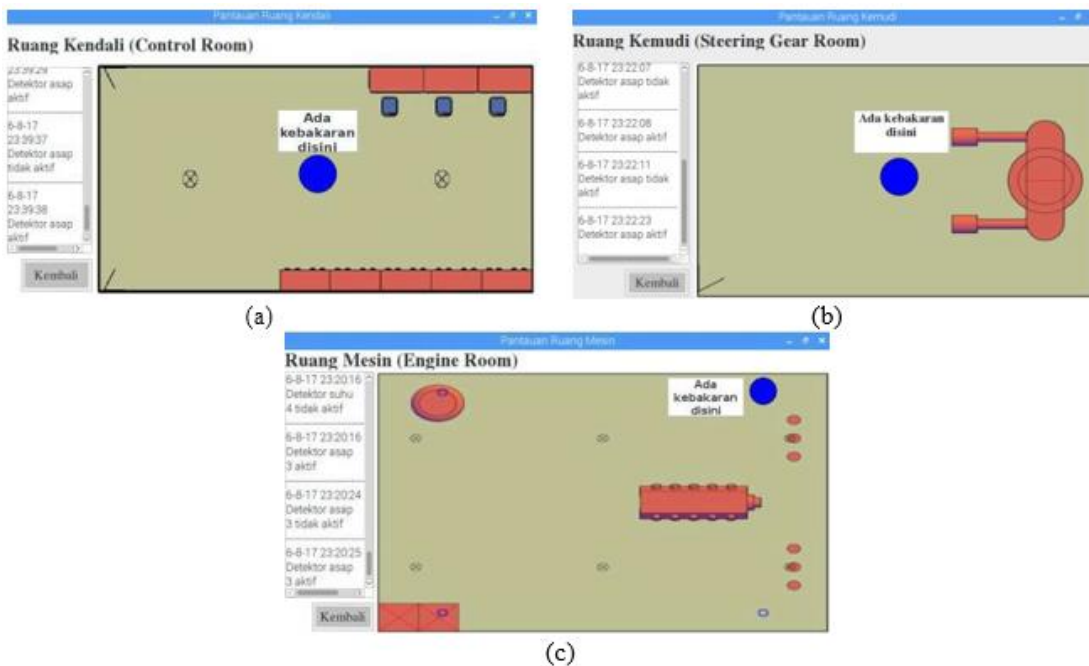 Pantauan Ruang Kendali
Ruang Kendali (Control Room)
23:39:29
Detektor asap
aktif
6-8-17
23:39:37
Detektor asap
tidak aktif
6-8-17
23:39:38
Detektor asap
aktif
Kembali
Ada
kebakaran
disini
(a)
Pantauan Ruang Kemudi
Ruang Kemudi (Steering Gear Room)
6-8-17 23:22:07
Detektor asap tidak
aktif
6-8-17 23:22:08
Detektor asap aktif
6-8-17 23:22:11
Detektor asap tidak
aktif
6-8-17 23:22:23
Detektor asap aktif
Kembali
Ada kebakaran
disini
(b)
Pantauan Ruang Mesin
Ruang Mesin (Engine Room)
6-8-17 23:20:16
Detektor suhu
4 tidak aktif
6-8-17 23:20:16
Detektor asap
3 aktif
6-8-17 23:20:24
Detektor asap
3 tidak aktif
6-8-17 23:20:25
Detektor asap
3 aktif
Kembali
Ada
kebakaran
disini
(c)